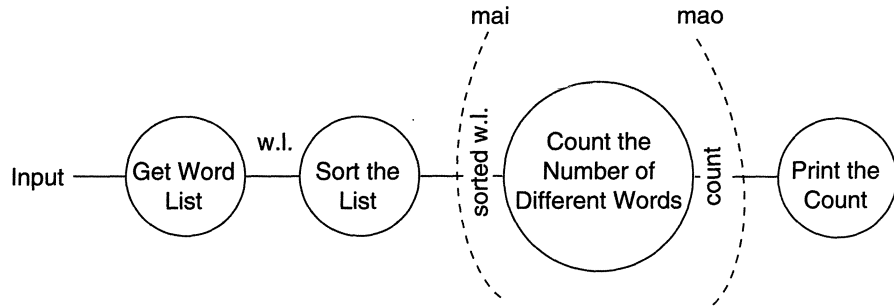 mai
mao
Input
Get Word
List
w.l.
Sort the
List
sorted w.l.
Count the
Number of
Different Words
count
Print the
Count